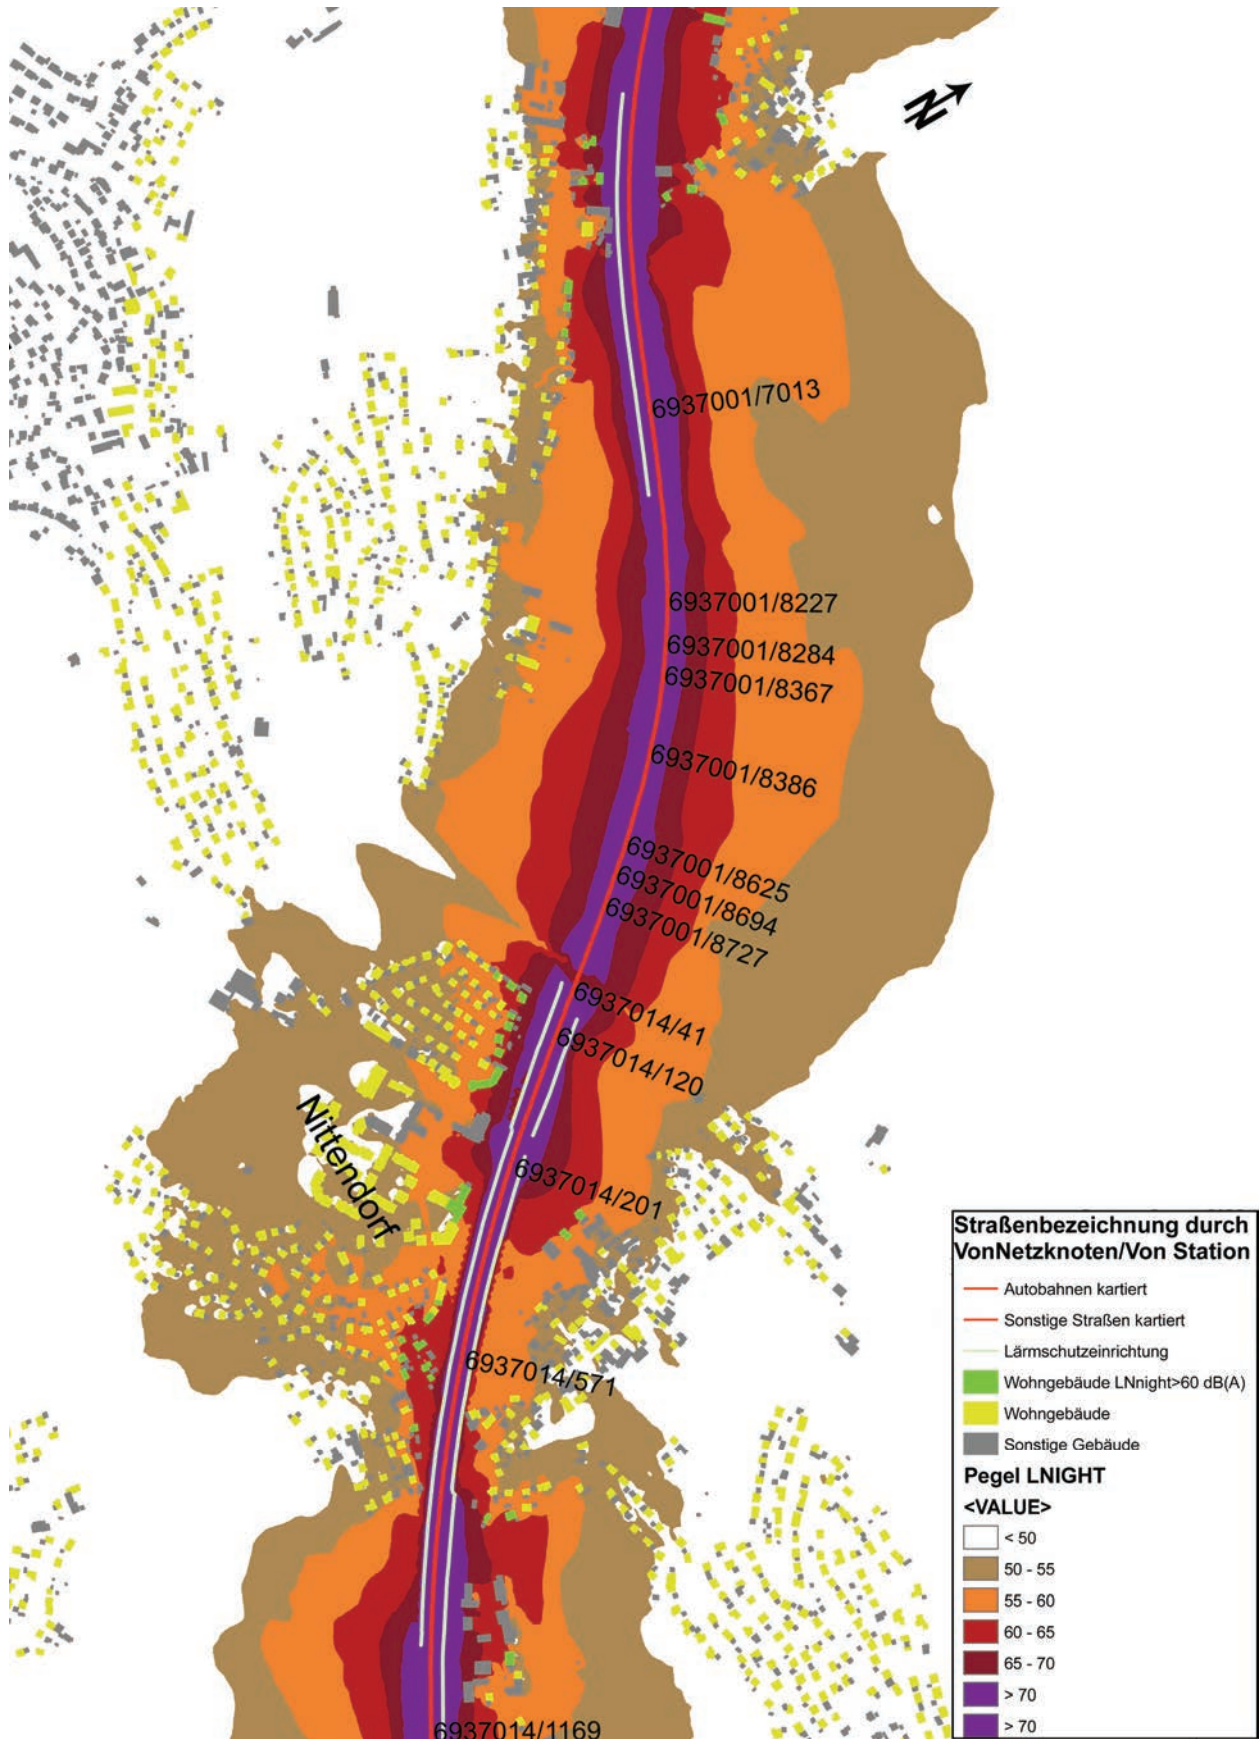 N
6937001/7013
6937001/8227
6937001/8284
6937001/8367
6937001/8386
6937001/8625
6937001/8694
6937001/8727
6937014/41
6937014/120
Nittendorf
6937014/201
6937014/571
6937014/1169
Straßenbezeichnung durch
VonNetzknoten/Von Station
Autobahnen kartiert
Sonstige Straßen kartiert
Lärmschutzeinrichtung
Wohngebäude LNnight>60 dB(A)
Wohngebäude
Sonstige Gebäude
Pegel LNIGHT
<VALUE>
< 50
50 - 55
55 - 60
60 - 65
65 - 70
> 70
> 70